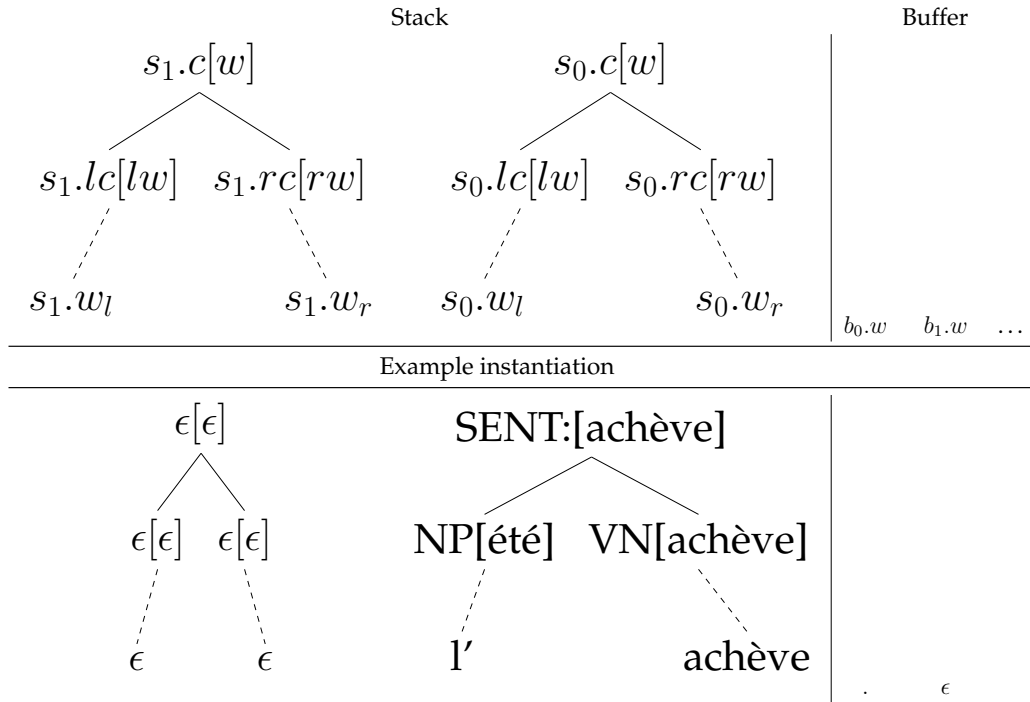 Stack Buffer
s₁.c[w] s₀.c[w]
s₁.lc[lw] s₁.rc[rw] s₀.lc[lw] s₀.rc[rw]
s₁.wₗ s₁.wᵣ s₀.wₗ s₀.wᵣ
b₀.w b₁.w …
Example instantiation
ϵ[ϵ] SENT:[achève]
ϵ[ϵ] ϵ[ϵ] NP[été] VN[achève]
ϵ ϵ l’ achève
. ϵ